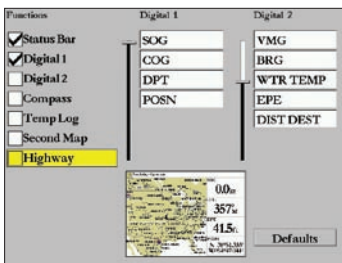 Functions
Digital 1
Digital 2
Status Bar
Digital 1
Digital 2
Compass
Temp Log
Second Map
Highway
SOG
COG
DPT
POSN
VMG
BRG
WTR TEMP
EPE
DIST DEST
0.0
357
41.5
Defaults